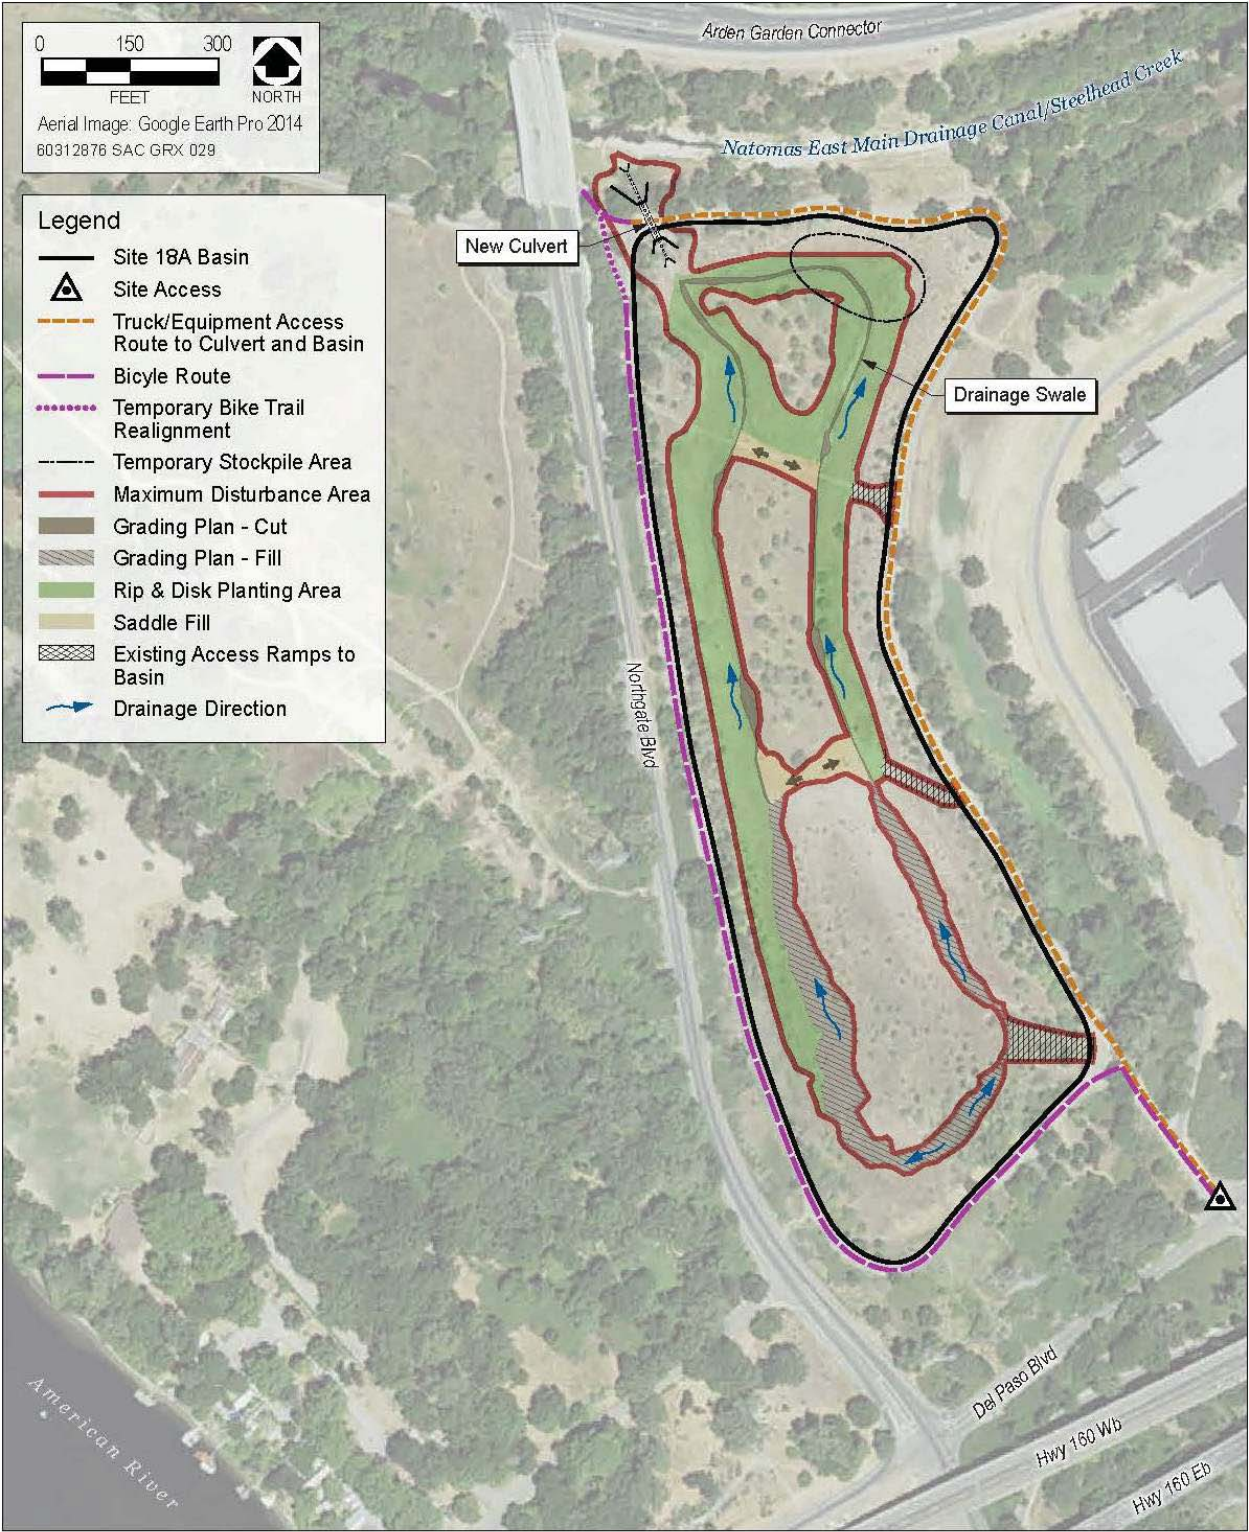 0 150 300
FEET
NORTH
Aerial Image: Google Earth Pro 2014
60312876 SAC GRX 029
Legend
Site 18A Basin
Site Access
Truck/Equipment Access
Route to Culvert and Basin
Bicyle Route
Temporary Bike Trail
Realignment
Temporary Stockpile Area
Maximum Disturbance Area
Grading Plan - Cut
Grading Plan - Fill
Rip & Disk Planting Area
Saddle Fill
Existing Access Ramps to
Basin
Drainage Direction
Arden Garden Connector
Natomas East Main Drainage Canal/Steelhead Creek
New Culvert
Drainage Swale
Northgate Blvd
Del Paso Blvd
Hwy 160 Wb
Hwy 160 Eb
American River